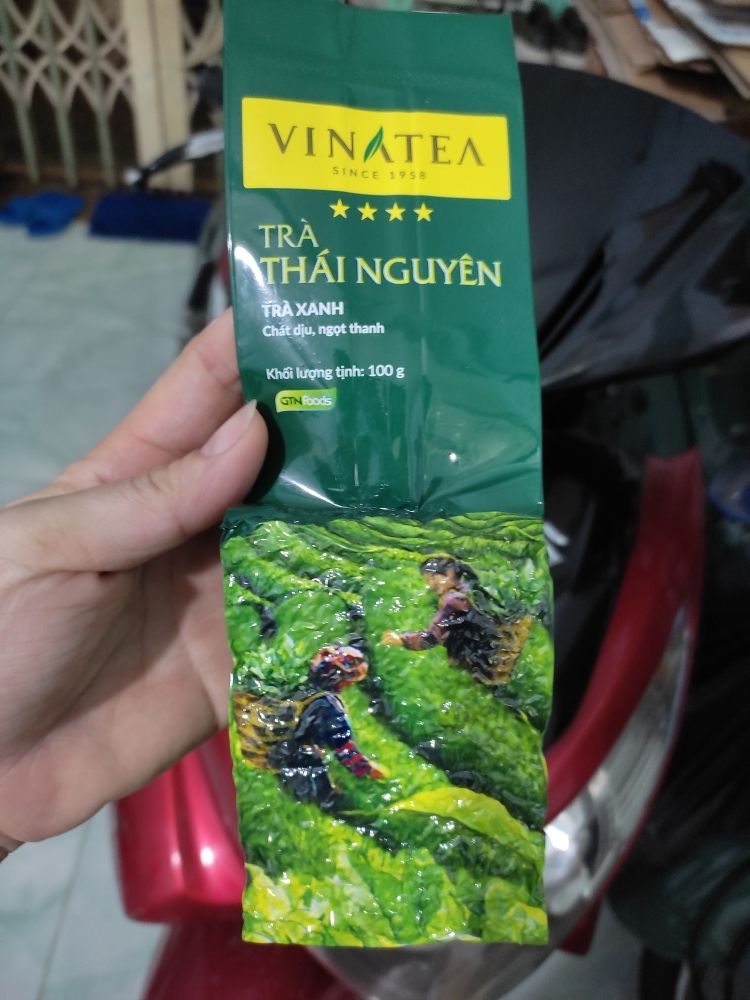 VINATEA
SINCE 1958
TRÀ
THÁI NGUYÊN
TRÀ XANH
Chát dịu, ngọt thanh
Khối lượng tịnh: 100 g
GTNfoods